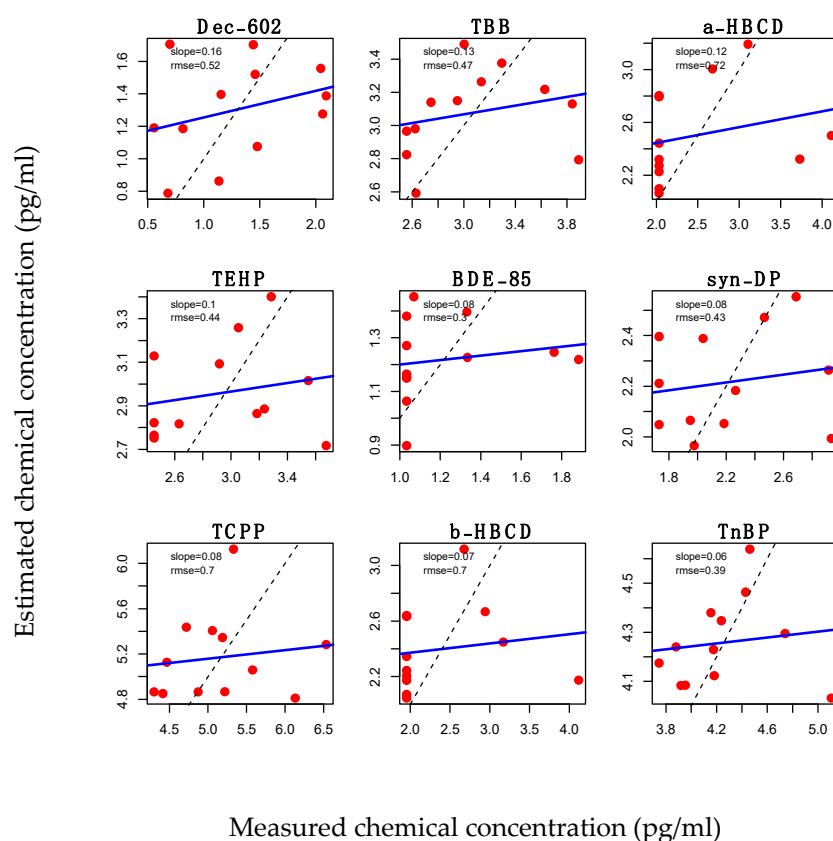 Estimated chemical concentration (pg/ml)
Dec-602
slope=0.16
rmse=0.52
0.8 1.0 1.2 1.4 1.6
0.5 1.0 1.5 2.0
TBB
slope=0.13
rmse=0.47
2.6 2.8 3.0 3.2 3.4
2.6 3.0 3.4 3.8
a-HBCD
slope=0.12
rmse=0.72
2.2 2.6 3.0
2.0 2.5 3.0 3.5 4.0
TEHP
slope=0.1
rmse=0.44
2.7 2.9 3.1 3.3
2.6 3.0 3.4
BDE-85
slope=0.08
rmse=0.3
0.9 1.1 1.3
1.0 1.2 1.4 1.6 1.8
syn-DP
slope=0.08
rmse=0.43
2.0 2.2 2.4
1.8 2.2 2.6
TCPP
slope=0.08
rmse=0.7
4.8 5.2 5.6 6.0
4.5 5.0 5.5 6.0 6.5
b-HBCD
slope=0.07
rmse=0.7
2.2 2.6 3.0
2.0 2.5 3.0 3.5 4.0
TnBP
slope=0.06
rmse=0.39
4.1 4.3 4.5
3.8 4.2 4.6 5.0
Measured chemical concentration (pg/ml)